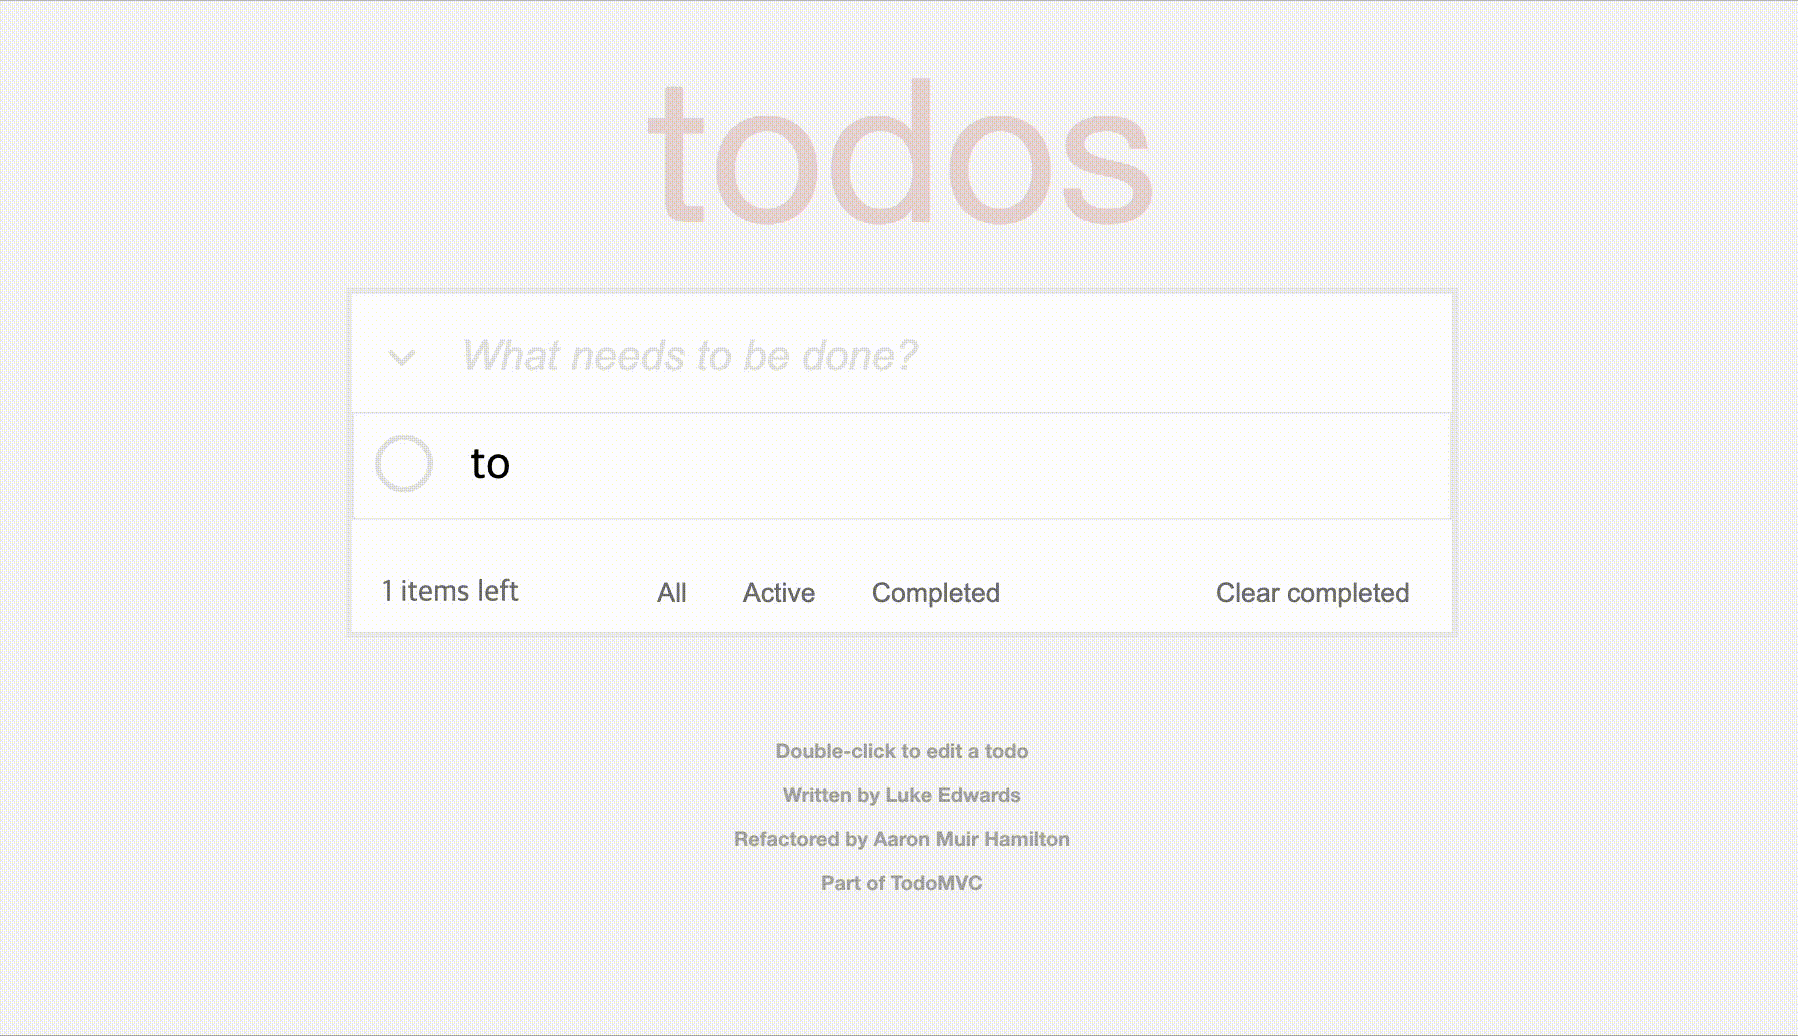 todos
What needs to be done?
to
1 items left All Active Completed Clear completed
Double-click to edit a todo
Written by Luke Edwards
Refactored by Aaron Muir Hamilton
Part of TodoMVC